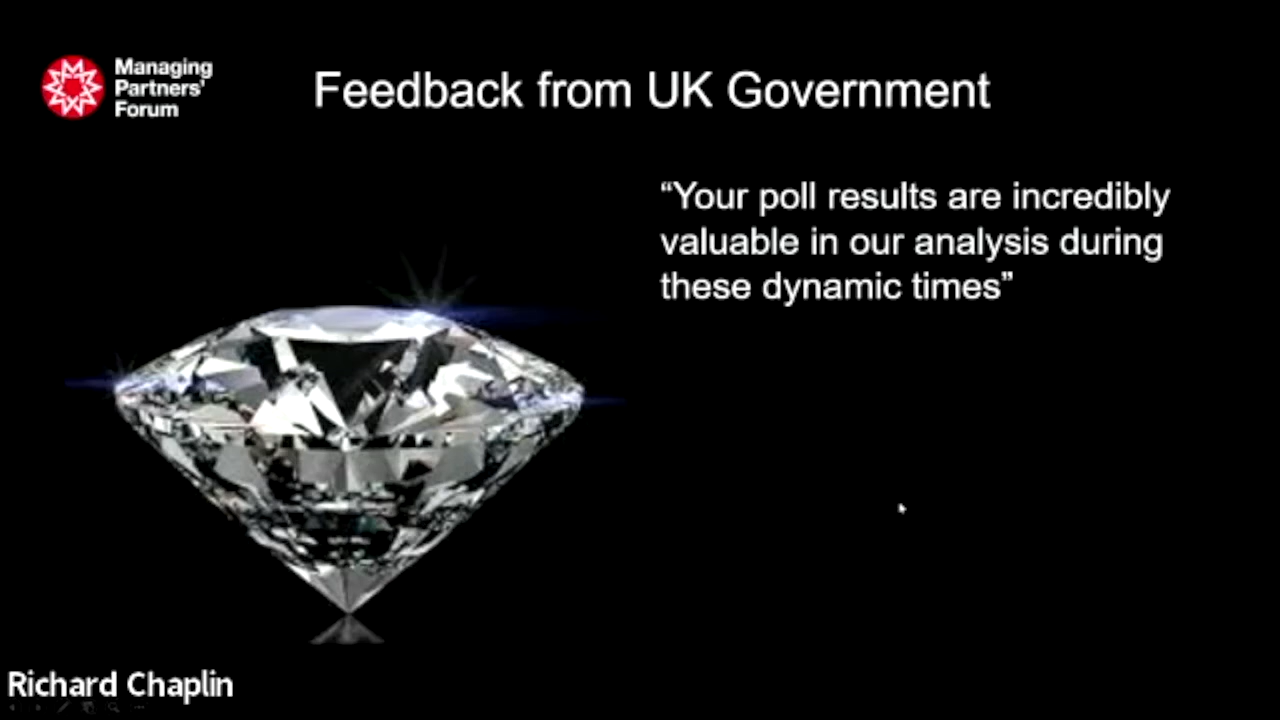 Managing
Partners'
Forum
Feedback from UK Government
“Your poll results are incredibly
valuable in our analysis during
these dynamic times”
Richard Chaplin